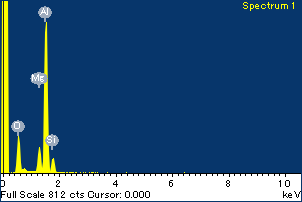 Spectrum 1
Al
Mg
O
Si
0 2 4 6 8 10
Full Scale 812 cts Cursor: 0.000 keV